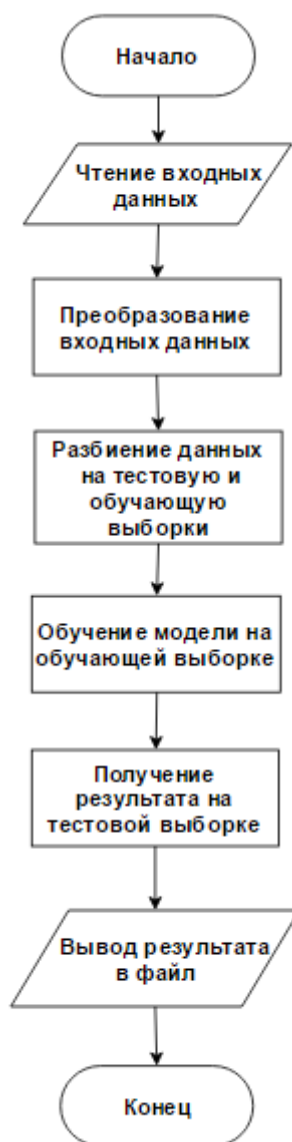 Начало
Чтение входных
данных
Преобразование
входных данных
Разбиение данных
на тестовую и
обучающую
выборки
Обучение модели на
обучающей выборке
Получение
результата на
тестовой выборке
Вывод результата
в файл
Конец